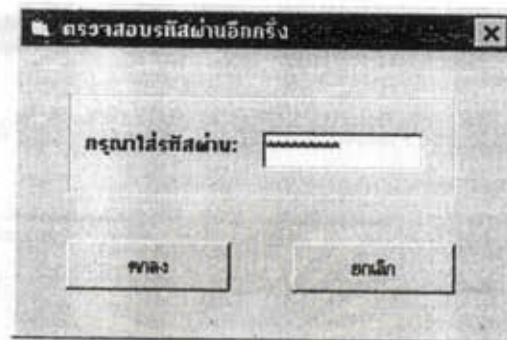 ตรวจสอบรหัสผ่านอีกครั้ง
กรุณาใส่รหัสผ่าน: *********
ตกลง
ยกเลิก